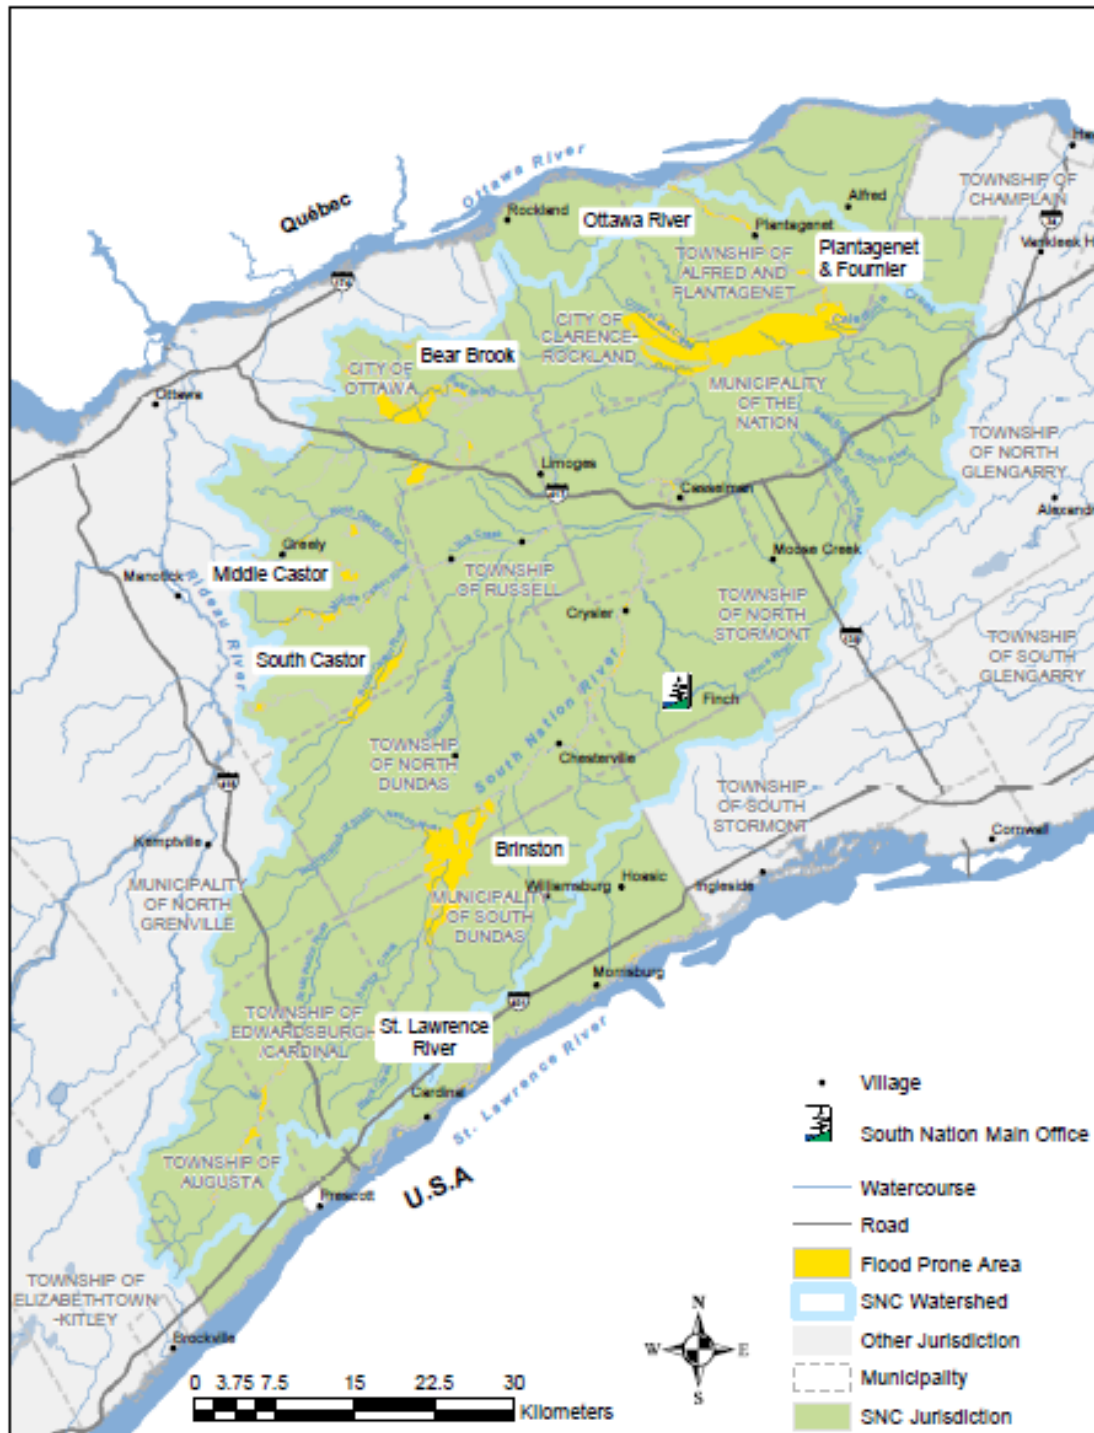 Ottawa River
Québec
Rockland
Ottawa River
Alfred
Plantagenet
Plantagenet
& Fournier
TOWNSHIP OF
CHAMPLAIN
TOWNSHIP OF
ALFRED AND
PLANTAGENET
CITY OF
CLARENCE-
ROCKLAND
Creek
Bear Brook
CITY OF
OTTAWA
Ottawa
MUNICIPALITY
OF THE
NATION
TOWNSHIP
OF NORTH
GLENGARRY
Limoges
Casselman
417
Greely
Middle Castor
Manotick
Rideau River
TOWNSHIP
OF RUSSELL
Moose Creek
Crysler
TOWNSHIP
OF NORTH
STORMONT
138
TOWNSHIP
OF SOUTH
GLENGARRY
South Castor
Finch
South Nation River
TOWNSHIP
OF NORTH
DUNDAS
Chesterville
416
TOWNSHIP
OF SOUTH
STORMONT
Cornwall
Kemptville
Brinston
MUNICIPALITY
OF NORTH
GRENVILLE
Williamsburg
Hoasic
Ingleside
MUNICIPALITY
OF SOUTH
DUNDAS
Morrisburg
401
TOWNSHIP OF
EDWARDSBURGH
/CARDINAL
St. Lawrence
River
Cardinal
St. Lawrence River
TOWNSHIP OF
AUGUSTA
Prescott
U.S.A
TOWNSHIP OF
ELIZABETHTOWN
-KITLEY
Brockville
Village
South Nation Main Office
Watercourse
Road
Flood Prone Area
SNC Watershed
Other Jurisdiction
Municipality
SNC Jurisdiction
N
W E
S
0 3.75 7.5 15 22.5 30
Kilometers